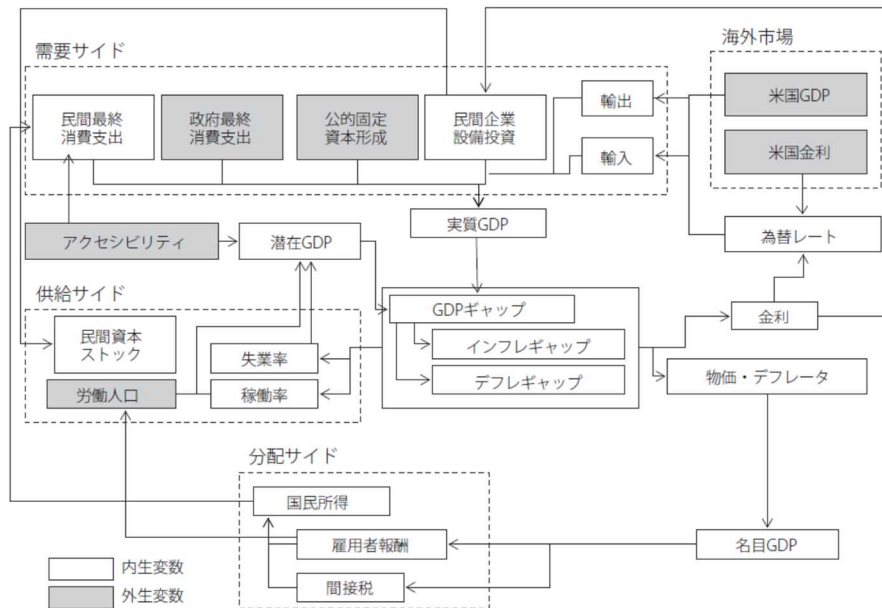 需要サイド
海外市場
民間最終
消費支出
政府最終
消費支出
公的固定
資本形成
民間企業
設備投資
輸出
輸入
米国GDP
米国金利
実質GDP
為替レート
アクセシビリティ
潜在GDP
供給サイド
GDPギャップ
金利
民間資本
ストック
失業率
インフレギャップ
労働人口
稼働率
デフレギャップ
物価・デフレータ
分配サイド
国民所得
雇用者報酬
名目GDP
間接税
内生変数
外生変数